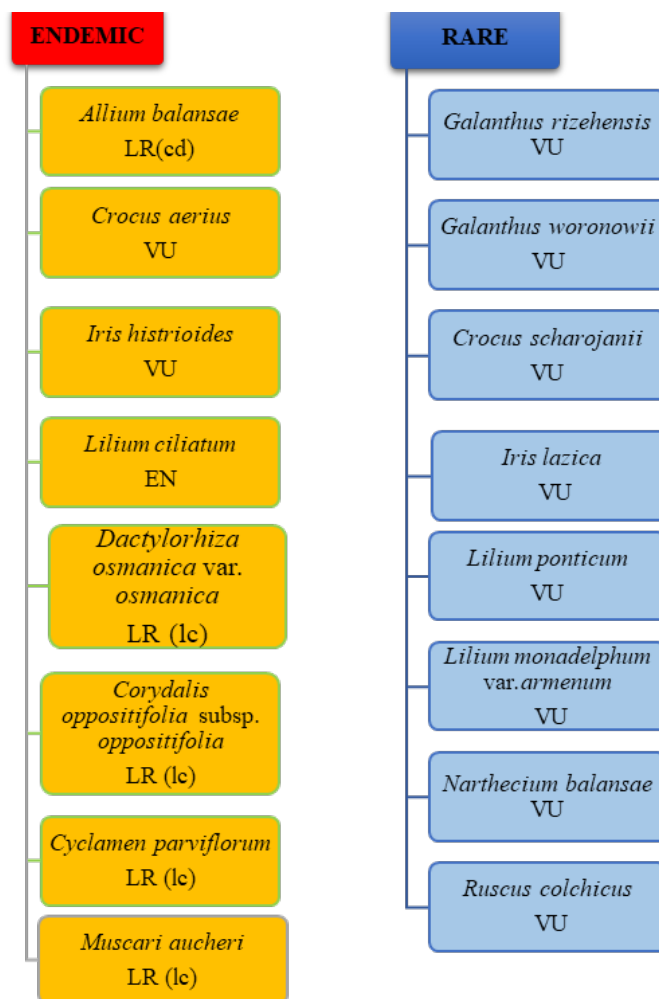 ENDEMIC
Allium balansae
LR(cd)
Crocus aerius
VU
Iris histrioides
VU
Lilium ciliatum
EN
Dactylorhiza
osmanica var.
osmanica
LR (lc)
Corydalis
oppositifolia subsp.
oppositifolia
LR (lc)
Cyclamen parviflorum
LR (lc)
Muscari aucheri
LR (lc)
RARE
Galanthus rizehensis
VU
Galanthus woronowii
VU
Crocus scharojanii
VU
Iris lazica
VU
Lilium ponticum
VU
Lilium monadelphum
var.armenum
VU
Narthecium balansae
VU
Ruscus colchicus
VU